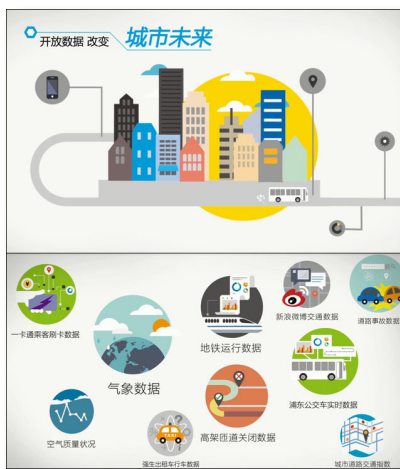 开放数据 改变 城市未来
一卡通乘客刷卡数据
气象数据
地铁运行数据
新浪微博交通数据
道路事故数据
空气质量状况
强生出租车行车数据
高架匝道关闭数据
浦东公交车实时数据
城市道路交通指数